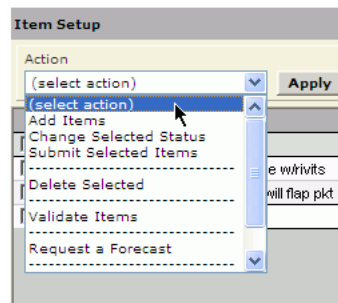 Item Setup
Action
(select action)
Apply
(select action)
Add Items
Change Selected Status
Submit Selected Items
--------------------------
Delete Selected
--------------------------
Validate Items
--------------------------
Request a Forecast
--------------------------
e w/rivits
will flap pkt